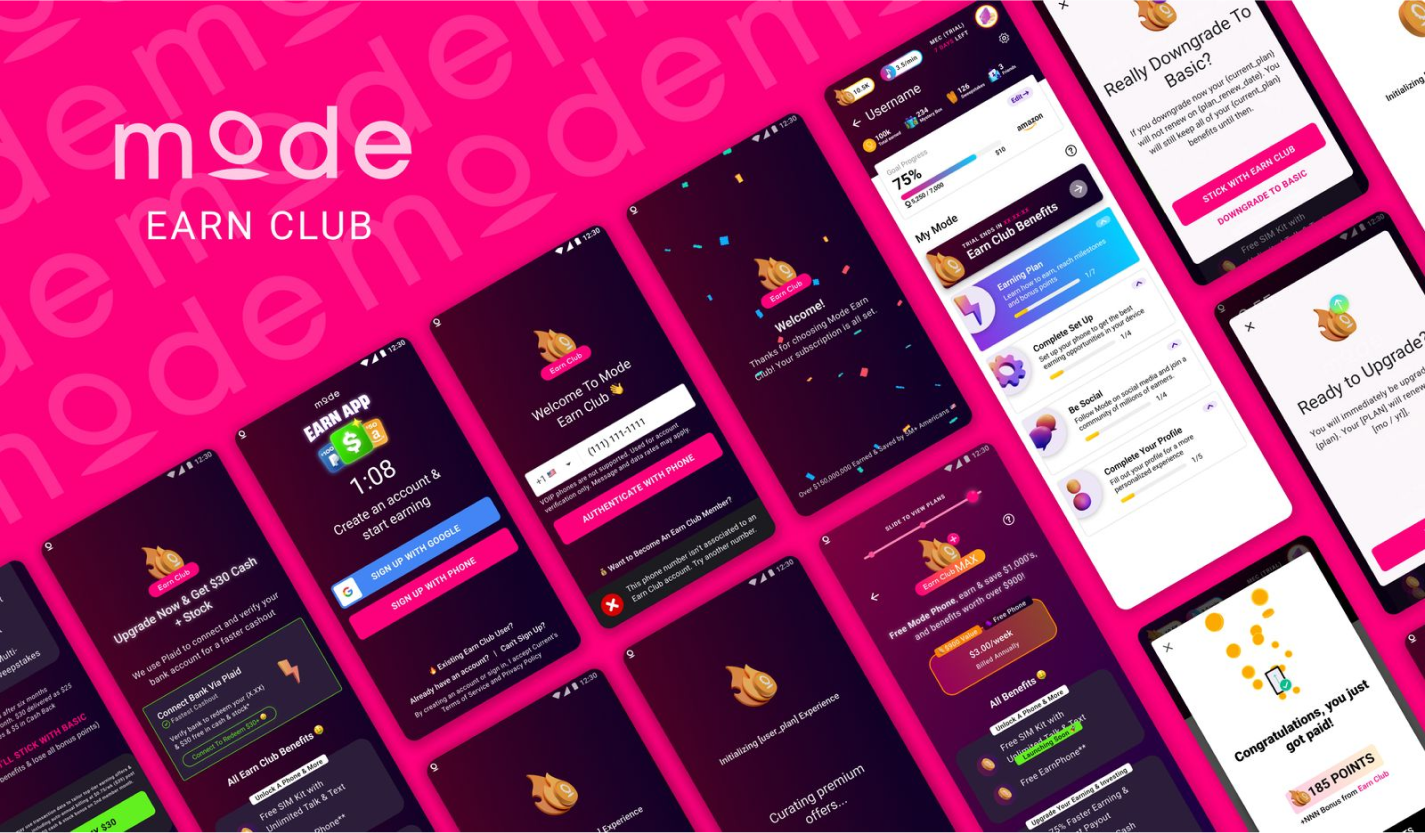 mode
EARN CLUB
12:30
Earn Club
Upgrade Now & Get $30 Cash
+ Stock
We use Plaid to connect and verify your
bank account for a faster cashout
Connect Bank Via Plaid
Fastest Cashout
Verify bank to redeem your (X.XX)
& $30 free in cash & stock*
Connect To Redeem $30+
All Earn Club Benefits
Unlock A Phone & More
Free SIM Kit with
Unlimited Talk & Text
12:30
mode
EARN APP
1:08
Create an account &
start earning
SIGN UP WITH GOOGLE
SIGN UP WITH PHONE
Existing Earn Club User?
Already have an account? | Can't Sign Up?
By creating an account or sign in, I accept Current's
Terms of Service and Privacy Policy
12:30
Earn Club
Welcome To Mode
Earn Club
+1
(111) 111-1111
VOIP phones are not supported. Used for account
verification only. Message and data rates may apply.
AUTHENTICATE WITH PHONE
Want to Become An Earn Club Member?
This phone number isn't associated to an
Earn Club account. Try another number.
12:30
Earn Club
Welcome!
Thanks for choosing Mode Earn
Club! Your subscription is all set.
Over $150,000,000 Earned & Saved by 5M+ Americans
10.5K
3.5/min
MEC (TRIAL)
7 DAYS LEFT
Username
100k
Total earned
234
Mystery Box
126
Sweepstakes
3
Friends
Edit
Goal Progress
75%
5,250 / 7,000
$10
amazon
My Mode
TRIAL ENDS IN XX:XX:XX
Earn Club Benefits
Earning Plan
Learn how to earn, reach milestones
and bonus points
1/7
Complete Set Up
Set up your phone to get the best
earning opportunities in your device
1/4
Be Social
Follow Mode on social media and join a
community of millions of earners.
1/4
Complete Your Profile
Fill out your profile for a more
personalized experience
1/5
Really Downgrade To
Basic?
If you downgrade now your {current_plan}
will not renew on {plan_renew_date}. You
will still keep all of your {current_plan}
benefits until then.
STICK WITH EARN CLUB
DOWNGRADE TO BASIC
Free SIM Kit with
12:30
Ready to Upgrade?
You will immediately be
{plan}. Your [PLAN] will renew
[mo / yr].
12:30
Initializing [user_plan] Experience
Curating premium
offers...
12:30
Experience
12:30
SLIDE TO VIEW PLANS
Earn Club MAX
Free Mode Phone, earn & save $1,000's,
and benefits worth over $900!
$900 Value
Free Phone
$3.00/week
Billed Annually
All Benefits
Unlock A Phone & More
Free SIM Kit with
Unlimited Talk & Text
Launching Soon
Free EarnPhone**
Upgrade Your Earning & Investing
75% Faster Earning &
Congratulations, you just
got paid!
185 POINTS
+NNN Bonus from Earn Club